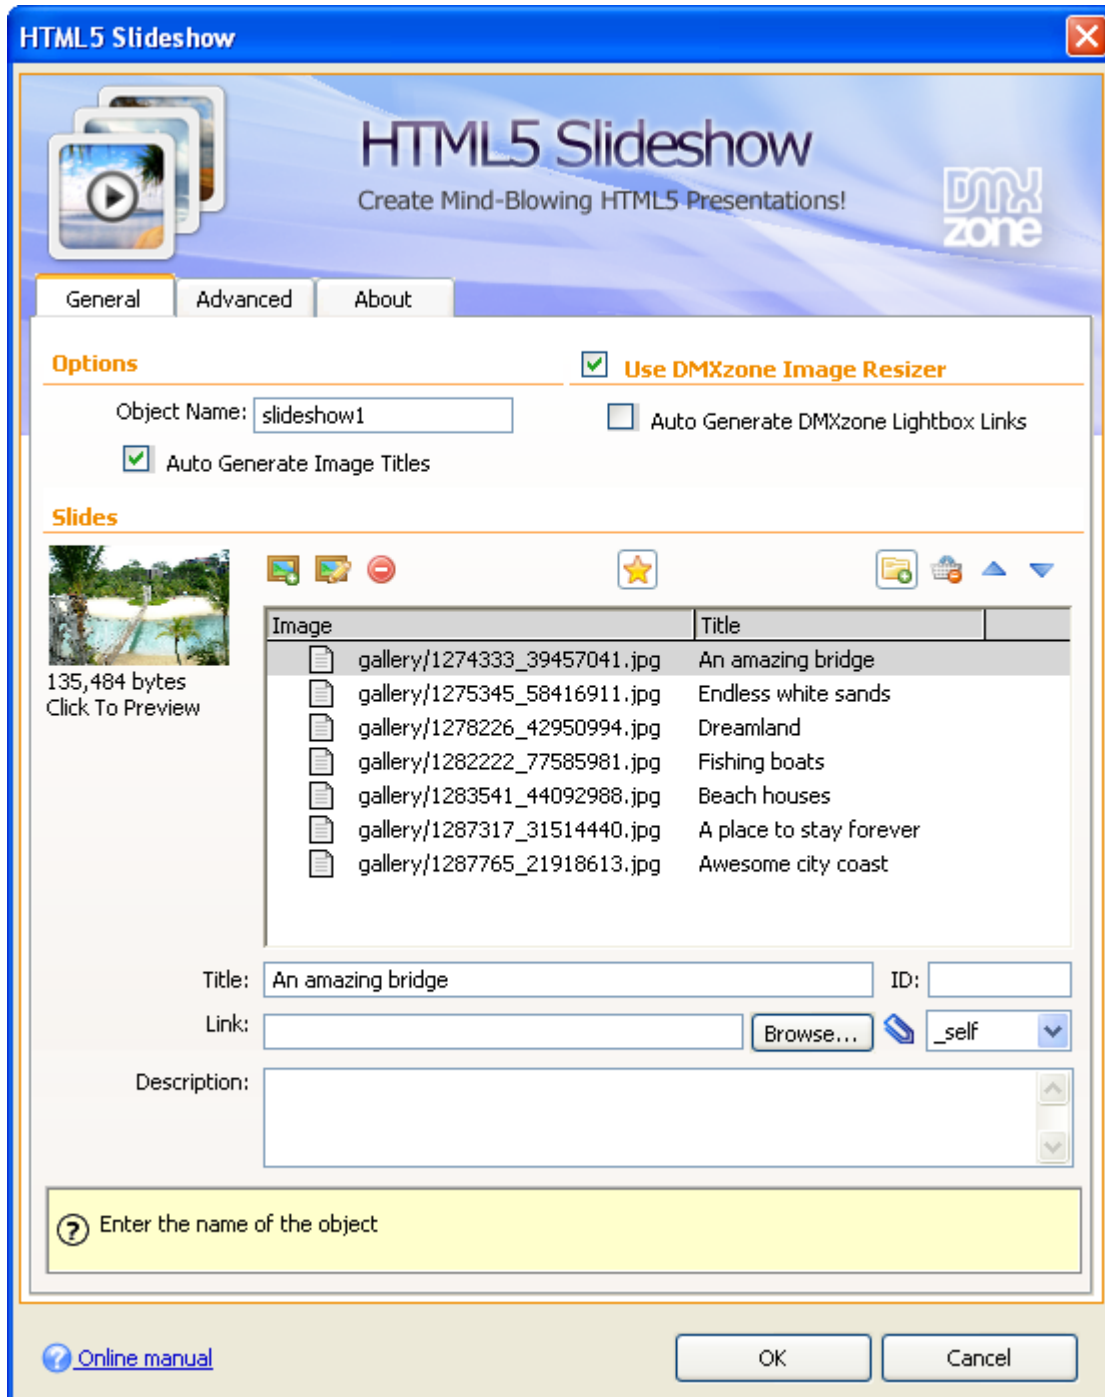 HTML5 Slideshow
HTML5 Slideshow
Create Mind-Blowing HTML5 Presentations!
DMX
zone
General Advanced About
Options
Use DMXzone Image Resizer
Object Name: slideshow1
Auto Generate DMXzone Lightbox Links
Auto Generate Image Titles
Slides
135,484 bytes
Click To Preview
Image Title
gallery/1274333_39457041.jpg An amazing bridge
gallery/1275345_58416911.jpg Endless white sands
gallery/1278226_42950994.jpg Dreamland
gallery/1282222_77585981.jpg Fishing boats
gallery/1283541_44092988.jpg Beach houses
gallery/1287317_31514440.jpg A place to stay forever
gallery/1287765_21918613.jpg Awesome city coast
Title: An amazing bridge ID:
Link: Browse... _self
Description:
? Enter the name of the object
? Online manual OK Cancel